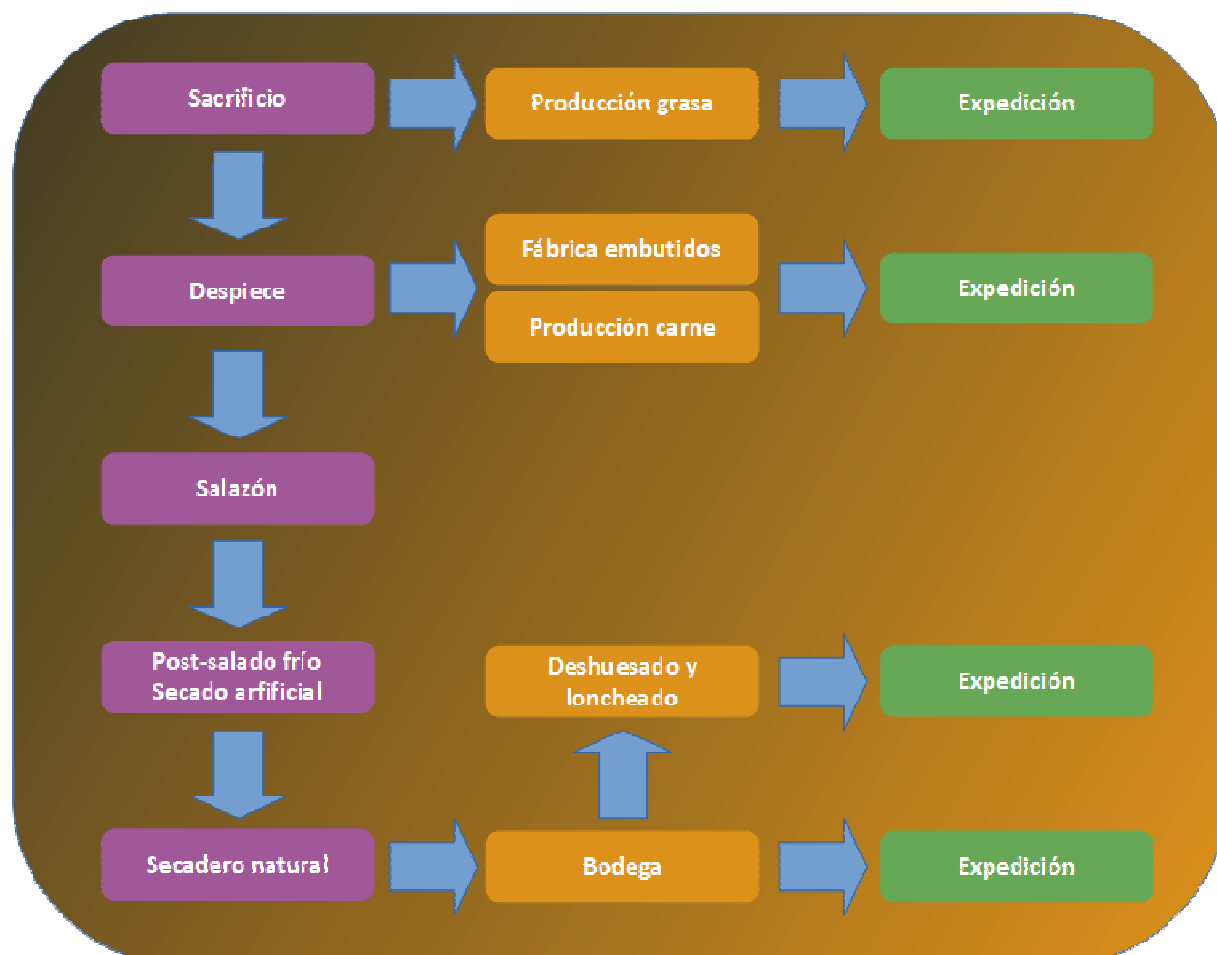 Sacrificio
Producción grasa
Expedición
Despiece
Fábrica embutidos
Producción carne
Expedición
Salazón
Post-salado frío
Secado arfificial
Deshuesado y
loncheado
Expedición
Secadero natural
Bodega
Expedición